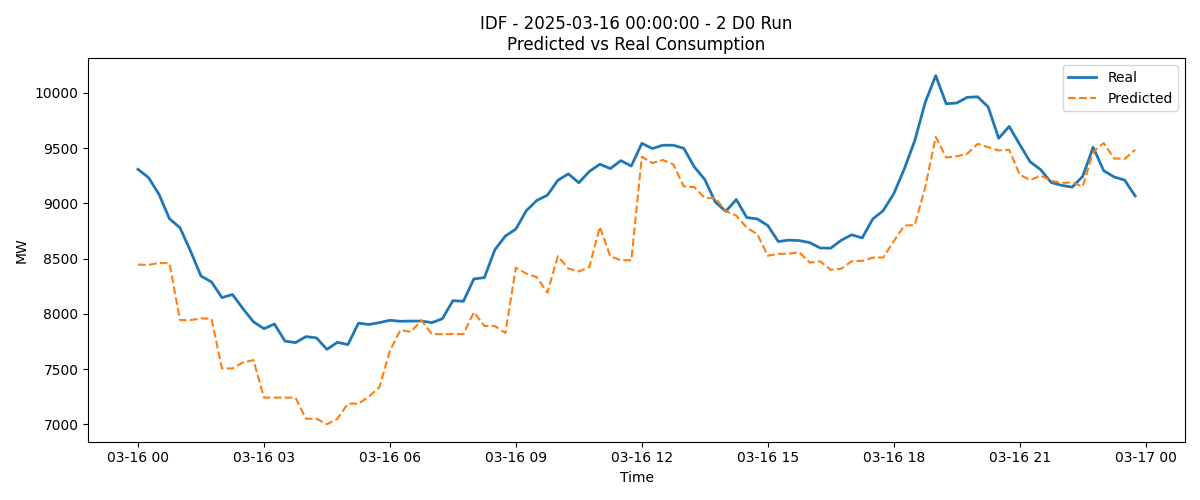 IDF - 2025-03-16 00:00:00 - 2 D0 Run
Predicted vs Real Consumption
Real
Predicted
MW
10000
9500
9000
8500
8000
7500
7000
03-16 00
03-16 03
03-16 06
03-16 09
03-16 12
03-16 15
03-16 18
03-16 21
03-17 00
Time